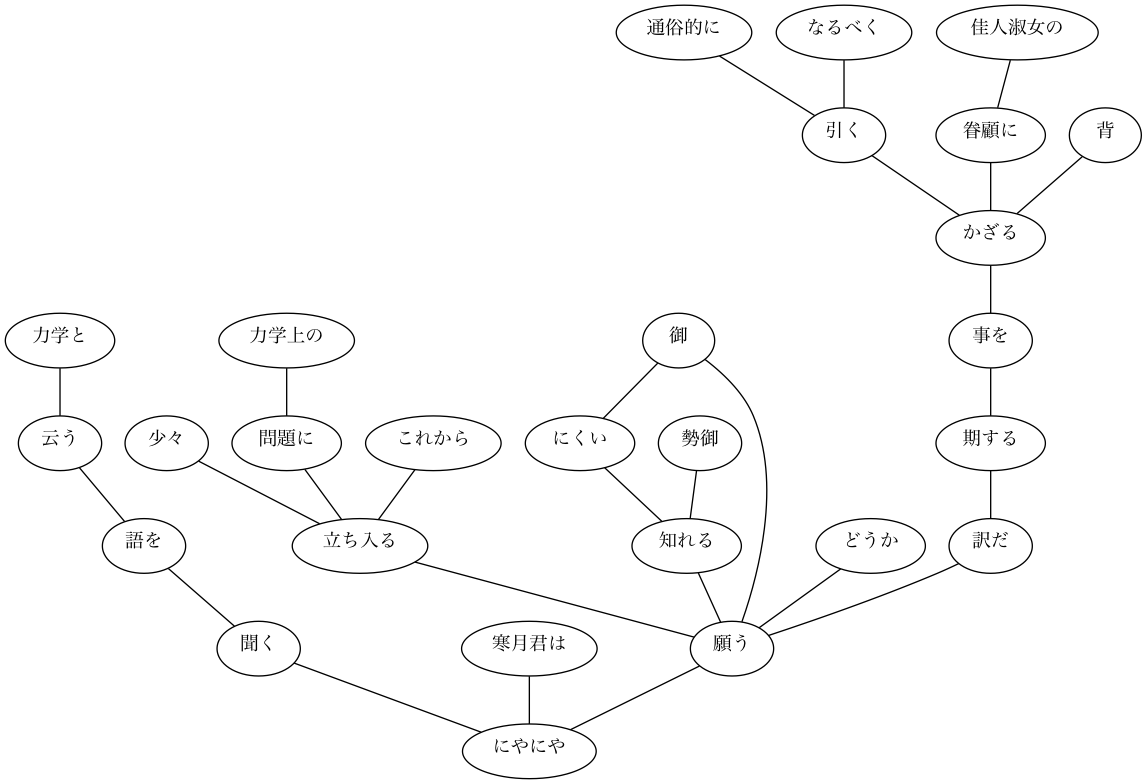 通俗的に
なるべく
佳人淑女の
引く
眷顧に
背
かざる
力学と
力学上の
御
事を
云う
少々
問題に
これから
にくい
勢御
期する
語を
立ち入る
知れる
どうか
訳だ
聞く
寒月君は
願う
にやにや